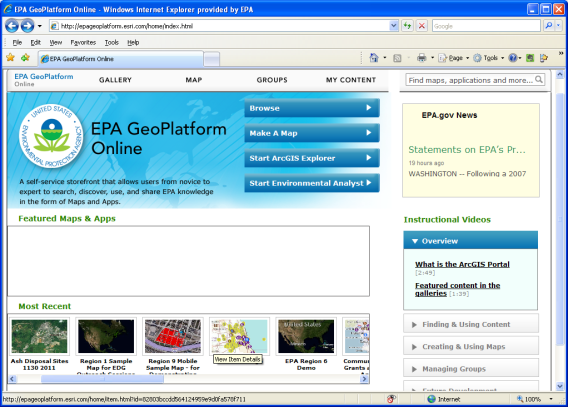 EPA GeoPlatform Online - Windows Internet Explorer provided by EPA
http://epageoplatform.esri.com/home/index.html
Google
File Edit View Favorites Tools Help
EPA GeoPlatform Online
Page Tools
EPA GeoPlatform
Online
GALLERY MAP GROUPS MY CONTENT
Find maps, applications and more...
UNITED STATES
ENVIRONMENTAL PROTECTION AGENCY
EPA GeoPlatform
Online
A self-service storefront that allows users from novice to
expert to search, discover, use, and share EPA knowledge
in the form of Maps and Apps.
Browse
Make A Map
Start ArcGIS Explorer
Start Environmental Analyst
EPA.gov News
Statements on EPA's Pr...
19 hours ago
WASHINGTON -- Following a 2007
Featured Maps & Apps
Instructional Videos
Overview
What is the ArcGIS Portal
[2:49]
Featured content in the
galleries [1:39]
Finding & Using Content
Creating & Using Maps
Managing Groups
Most Recent
United States
Ash Disposal Sites
1130 2011
Region 1 Sample
Map for EDG
Outreach Sessions
Region 9 Mobile
Sample Map - for
Demonstration
View Item Details
EPA Region 6
Demo
Commun
Grants a
http://epageoplatform.esri.com/home/item.html?id=
Internet
100%